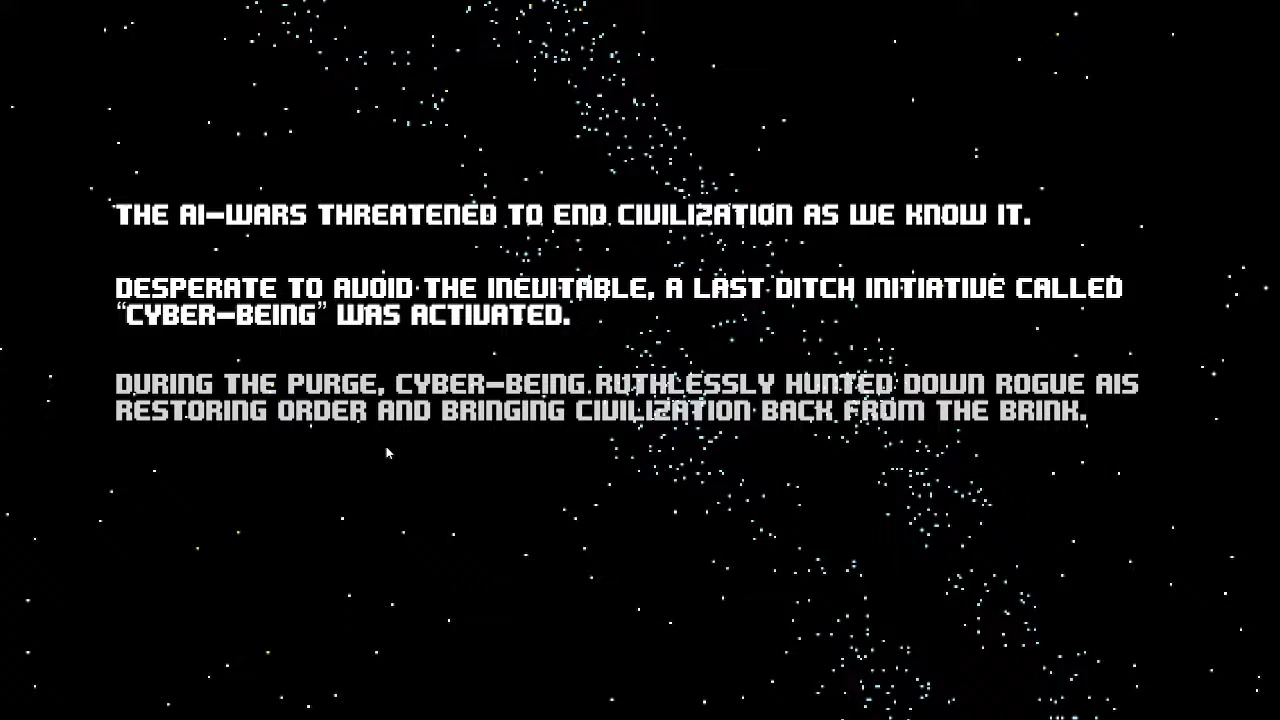 THE AI-WARS THREATENED TO END CIVILIZATION AS WE KNOW IT.
DESPERATE TO AVOID THE INEVITABLE, A LAST DITCH INITIATIVE CALLED
“CYBER-BEING” WAS ACTIVATED.
DURING THE PURGE, CYBER-BEING RUTHLESSLY HUNTED DOWN ROGUE AIS
RESTORING ORDER AND BRINGING CIVILIZATION BACK FROM THE BRINK.